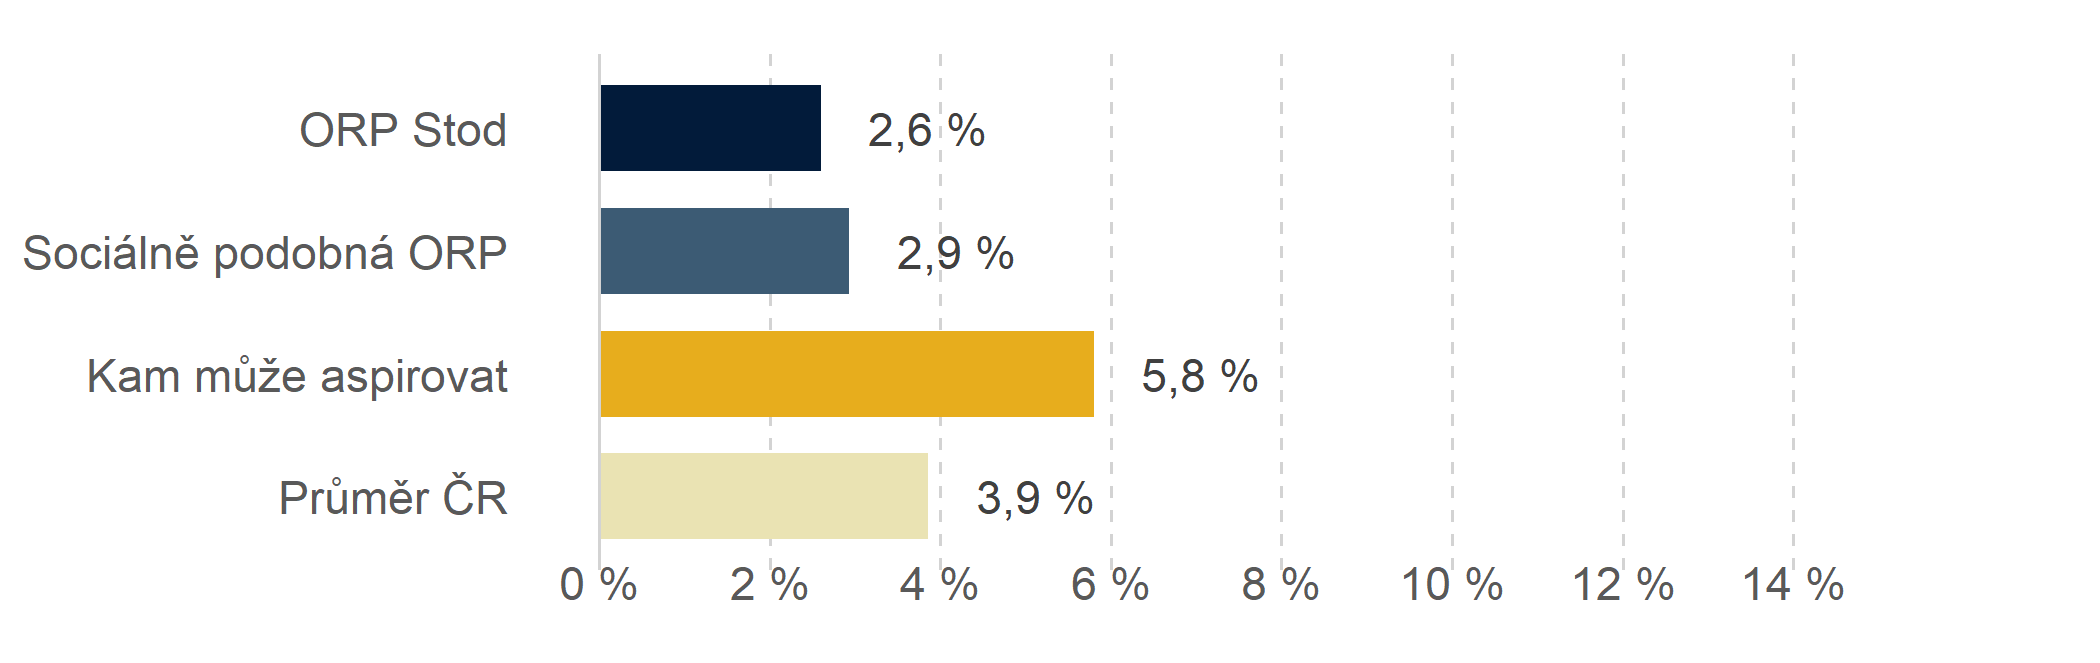 ORP Stod 2,6 %
Sociálně podobná ORP 2,9 %
Kam může aspirovat 5,8 %
Průměr ČR 3,9 %
0 % 2 % 4 % 6 % 8 % 10 % 12 % 14 %